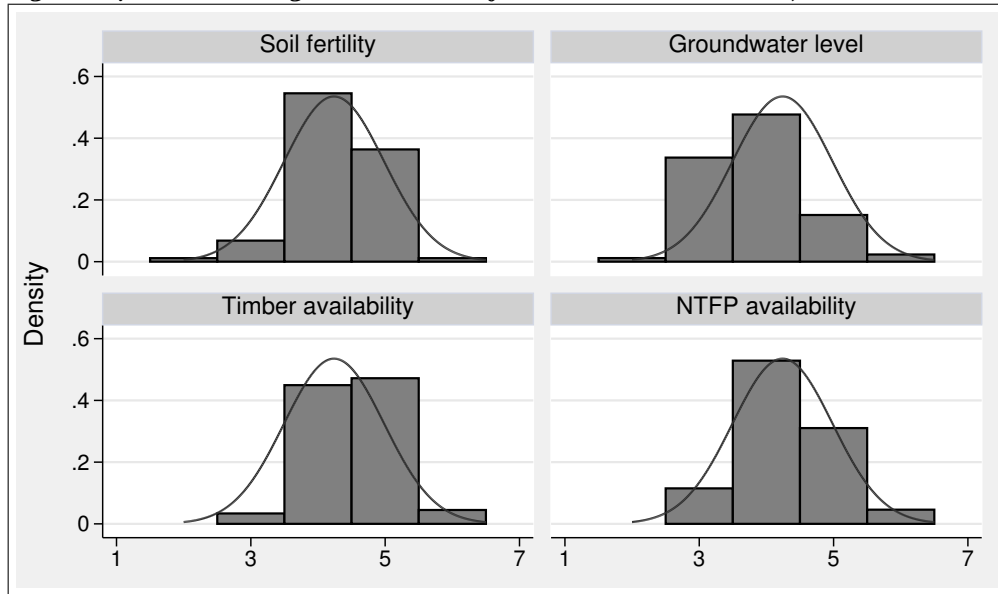 Soil fertility
Groundwater level
.6
.4
.2
0
Timber availability
NTFP availability
.6
.4
.2
0
Density
1 3 5 7
1 3 5 7